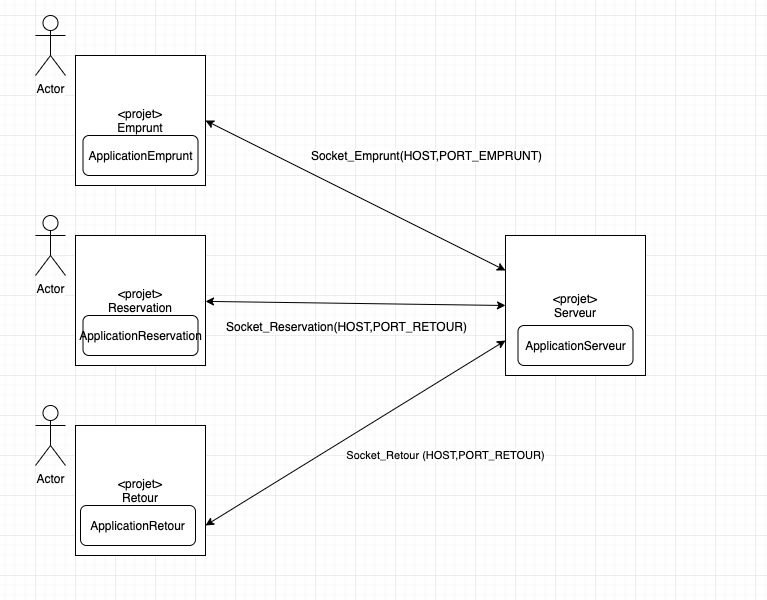 Actor
<projet>
Emprunt
ApplicationEmprunt
Socket_Emprunt(HOST,PORT_EMPRUNT)
Actor
<projet>
Reservation
ApplicationReservation
Socket_Reservation(HOST,PORT_RETOUR)
<projet>
Serveur
ApplicationServeur
Actor
<projet>
Retour
ApplicationRetour
Socket_Retour (HOST,PORT_RETOUR)